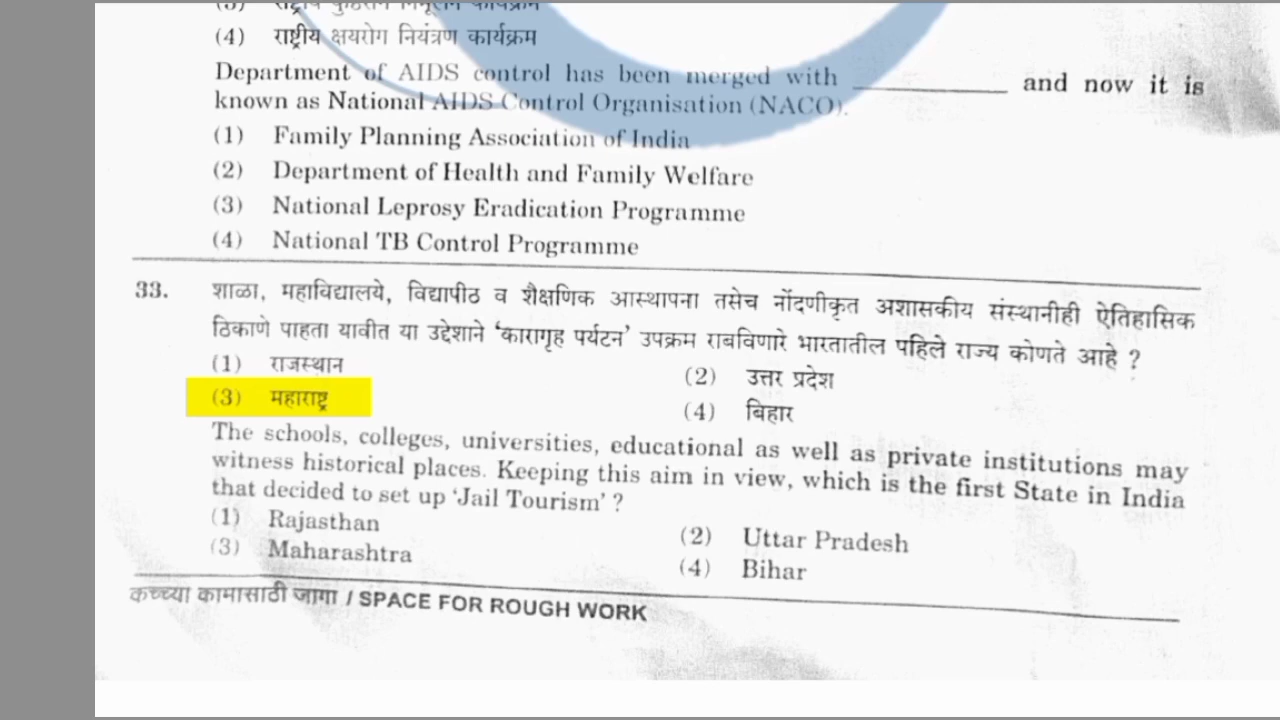 (4) राष्ट्रीय क्षयरोग नियंत्रण कार्यक्रम
Department of AIDS control has been merged with __________ and now it is
known as National AIDS Control Organisation (NACO).
(1) Family Planning Association of India
(2) Department of Health and Family Welfare
(3) National Leprosy Eradication Programme
(4) National TB Control Programme
33. शाळा, महाविद्यालये, विद्यापीठ व शैक्षणिक आस्थापना तसेच नोंदणीकृत अशासकीय संस्थानीही ऐतिहासिक
ठिकाणे पाहता यावीत या उद्देशाने ‘कारागृह पर्यटन’ उपक्रम राबविणारे भारतातील पहिले राज्य कोणते आहे ?
(1) राजस्थान (2) उत्तर प्रदेश
(3) महाराष्ट्र (4) बिहार
The schools, colleges, universities, educational as well as private institutions may
witness historical places. Keeping this aim in view, which is the first State in India
that decided to set up ‘Jail Tourism’ ?
(1) Rajasthan (2) Uttar Pradesh
(3) Maharashtra (4) Bihar
कच्च्या कामासाठी जागा / SPACE FOR ROUGH WORK